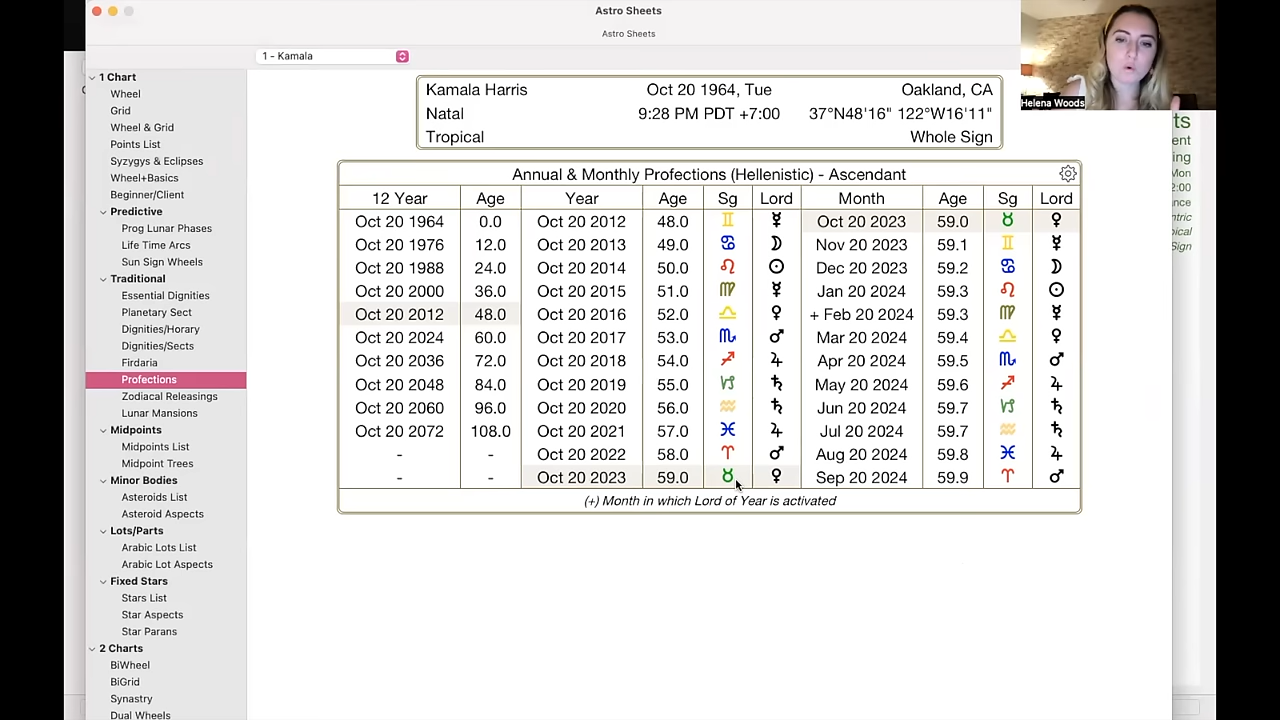 Astro Sheets
Astro Sheets
1 - Kamala
1 Chart
Wheel
Grid
Wheel & Grid
Points List
Syzygys & Eclipses
Wheel+Basics
Beginner/Client
Predictive
Prog Lunar Phases
Life Time Arcs
Sun Sign Wheels
Traditional
Essential Dignities
Planetary Sect
Dignities/Horary
Dignities/Sects
Firdaria
Profections
Zodiacal Releasings
Lunar Mansions
Midpoints
Midpoints List
Midpoint Trees
Minor Bodies
Asteroids List
Asteroid Aspects
Lots/Parts
Arabic Lots List
Arabic Lot Aspects
Fixed Stars
Stars List
Star Aspects
Star Parans
2 Charts
BiWheel
BiGrid
Synastry
Dual Wheels
Kamala Harris Oct 20 1964, Tue Oakland, CA
Natal 9:28 PM PDT +7:00 37°N48'16" 122°W16'11"
Tropical Whole Sign
Annual & Monthly Profections (Hellenistic) - Ascendant
12 Year Age Year Age Sg Lord Month Age Sg Lord
Oct 20 1964 0.0 Oct 20 2012 48.0 ♊ ☿ Oct 20 2023 59.0 ♉ ♀
Oct 20 1976 12.0 Oct 20 2013 49.0 ♋ ☽ Nov 20 2023 59.1 ♊ ☿
Oct 20 1988 24.0 Oct 20 2014 50.0 ♌ ☉ Dec 20 2023 59.2 ♋ ☽
Oct 20 2000 36.0 Oct 20 2015 51.0 ♍ ☿ Jan 20 2024 59.3 ♌ ☉
Oct 20 2012 48.0 Oct 20 2016 52.0 ♎ ♀ + Feb 20 2024 59.3 ♍ ☿
Oct 20 2024 60.0 Oct 20 2017 53.0 ♏ ♂ Mar 20 2024 59.4 ♎ ♀
Oct 20 2036 72.0 Oct 20 2018 54.0 ♐ ♃ Apr 20 2024 59.5 ♏ ♂
Oct 20 2048 84.0 Oct 20 2019 55.0 ♑ ♄ May 20 2024 59.6 ♐ ♃
Oct 20 2060 96.0 Oct 20 2020 56.0 ♒ ♄ Jun 20 2024 59.7 ♑ ♄
Oct 20 2072 108.0 Oct 20 2021 57.0 ♓ ♃ Jul 20 2024 59.7 ♒ ♄
- - Oct 20 2022 58.0 ♈ ♂ Aug 20 2024 59.8 ♓ ♃
- - Oct 20 2023 59.0 ♉ ♀ Sep 20 2024 59.9 ♈ ♂
(+) Month in which Lord of Year is activated
Helena Woods
ts
ent
ing
Mon
2:00
ance
ntric
pical
Sign